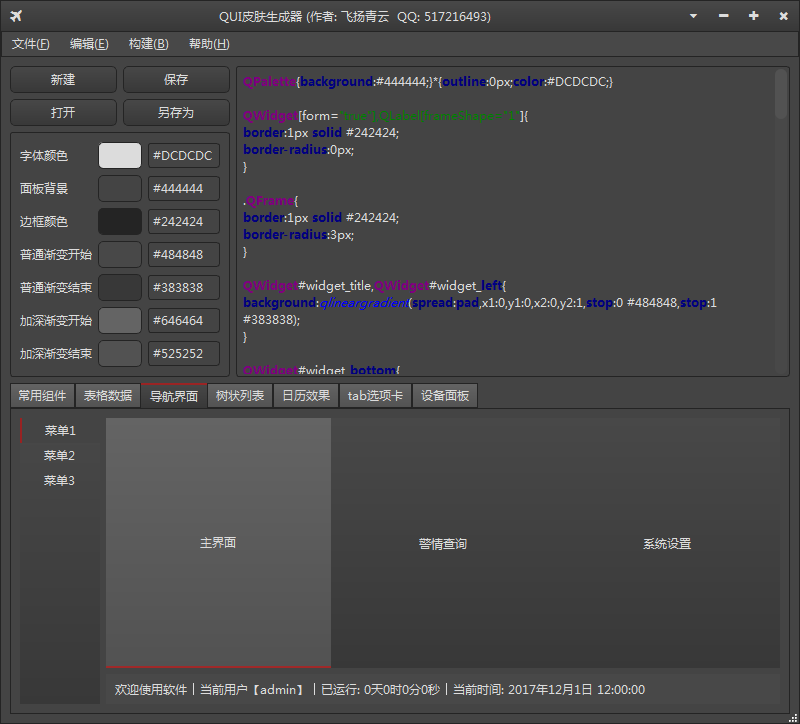 QUI皮肤生成器 (作者: 飞扬青云  QQ: 517216493)
文件(F) 编辑(E) 构建(B) 帮助(H)
新建 保存
打开 另存为
字体颜色 #DCDCDC
面板背景 #444444
边框颜色 #242424
普通渐变开始 #484848
普通渐变结束 #383838
加深渐变开始 #646464
加深渐变结束 #525252
QPalette{background:#444444;}*{outline:0px;color:#DCDCDC;}
QWidget[form="true"],QLabel[frameShape="1"]{
border:1px solid #242424;
border-radius:0px;
}
.QFrame{
border:1px solid #242424;
border-radius:3px;
}
QWidget#widget_title,QWidget#widget_left{
background:qlineargradient(spread:pad,x1:0,y1:0,x2:0,y2:1,stop:0 #484848,stop:1
#383838);
}
QWidget#widget_bottom{
常用组件 表格数据 导航界面 树状列表 日历效果 tab选项卡 设备面板
菜单1
菜单2
菜单3
主界面 警情查询 系统设置
欢迎使用软件 | 当前用户【admin】 | 已运行: 0天0时0分0秒 | 当前时间: 2017年12月1日 12:00:00